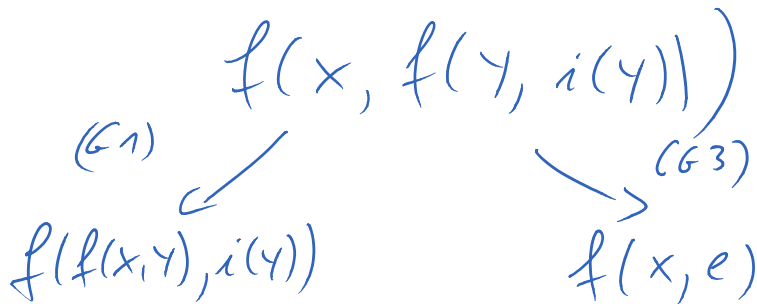 f(x, f(y, i(y)))
(G1)
(G3)
f(f(x,y), i(y))
f(x, e)